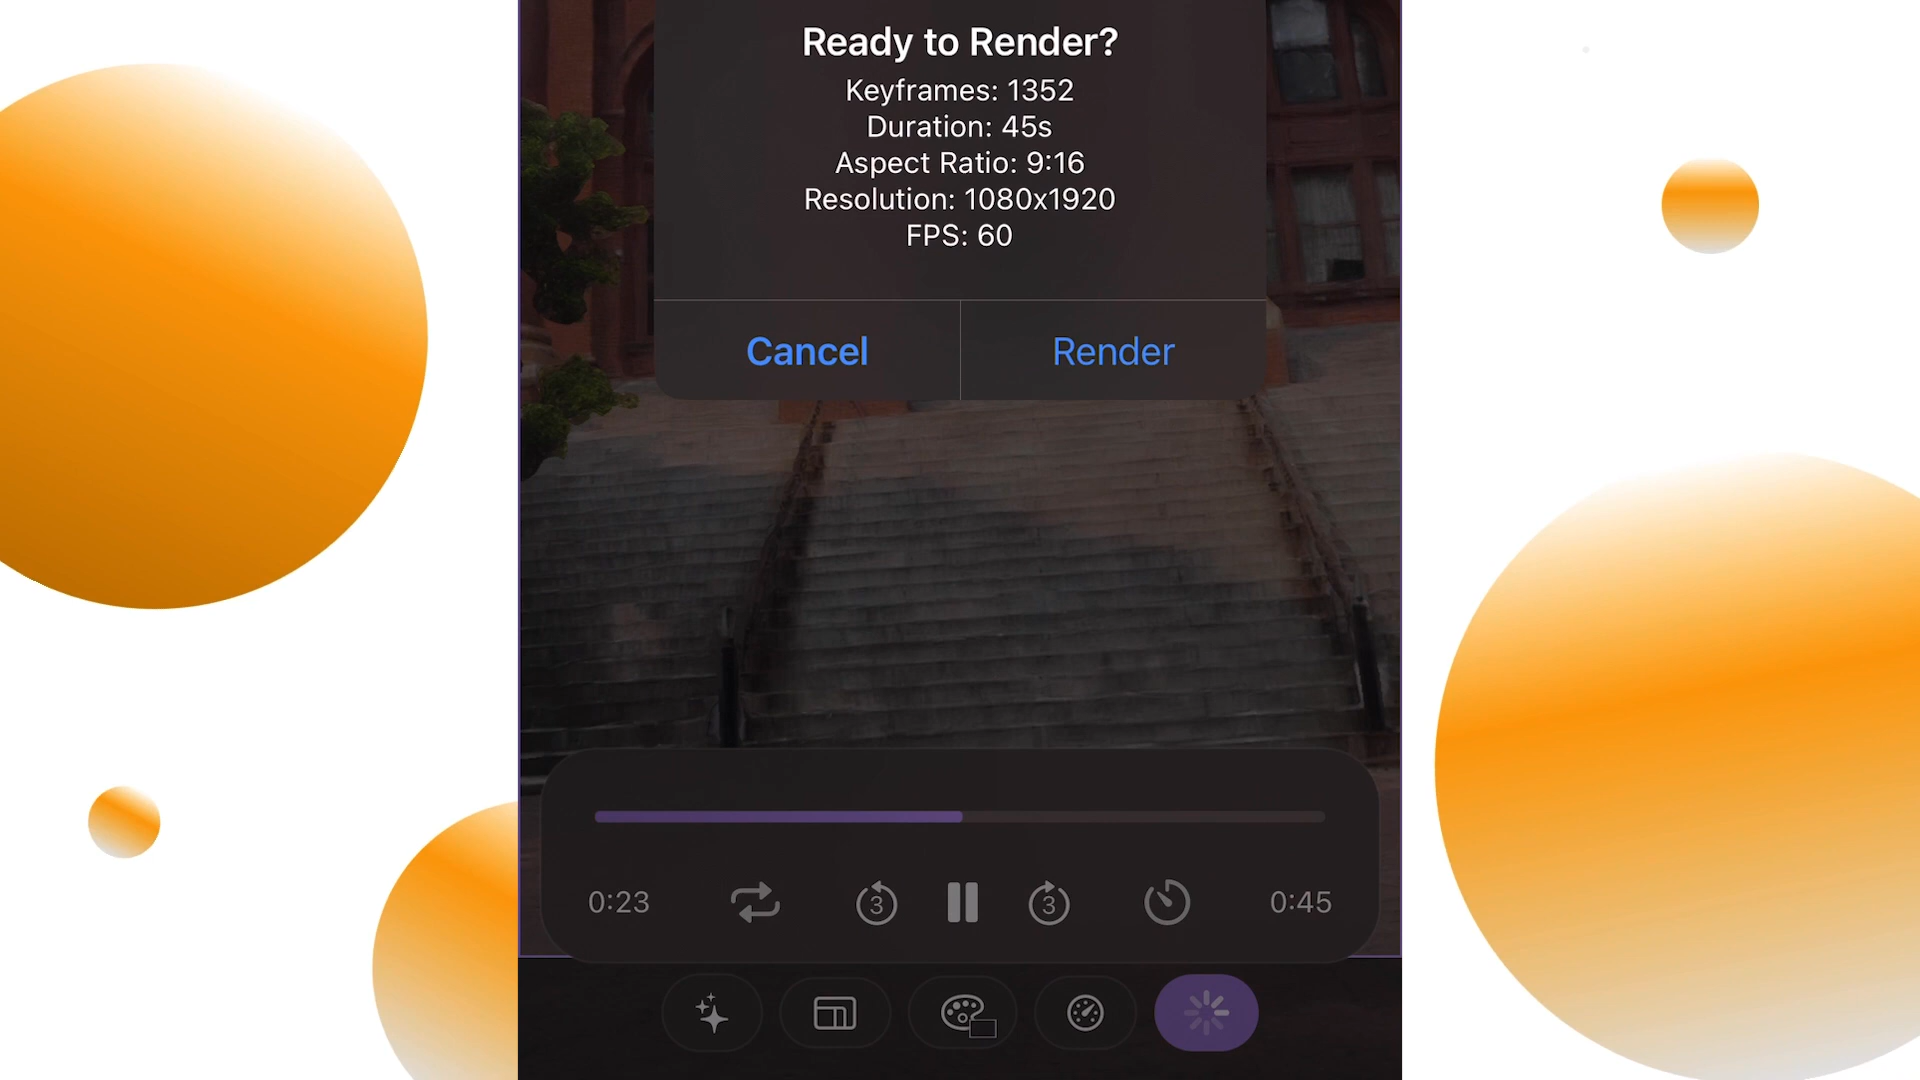 Ready to Render?
Keyframes: 1352
Duration: 45s
Aspect Ratio: 9:16
Resolution: 1080x1920
FPS: 60
Cancel Render
0:23 3 3 0:45